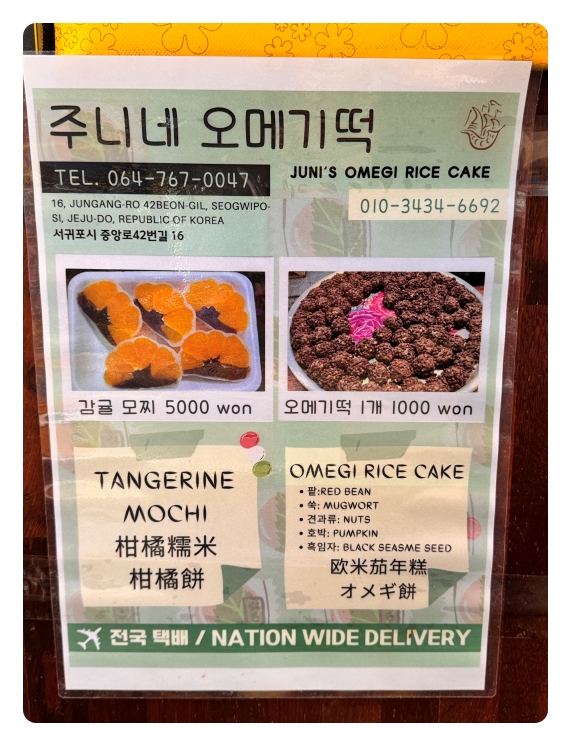 주니네 오메기떡
TEL. 064-767-0047
JUNI'S OMEGI RICE CAKE
16, JUNGANG-RO 42BEON-GIL, SEOGWIPO-
SI, JEJU-DO, REPUBLIC OF KOREA
서귀포시 중앙로42번길 16
010-3434-6692
감귤 모찌 5000 won
오메기떡 1개 1000 won
TANGERINE
MOCHI
柑橘糯米
柑橘餅
OMEGI RICE CAKE
• 팥:RED BEAN
• 쑥: MUGWORT
• 견과류: NUTS
• 호박: PUMPKIN
• 흑임자: BLACK SEASME SEED
欧米茄年糕
オメギ餅
전국 택배 / NATION WIDE DELIVERY